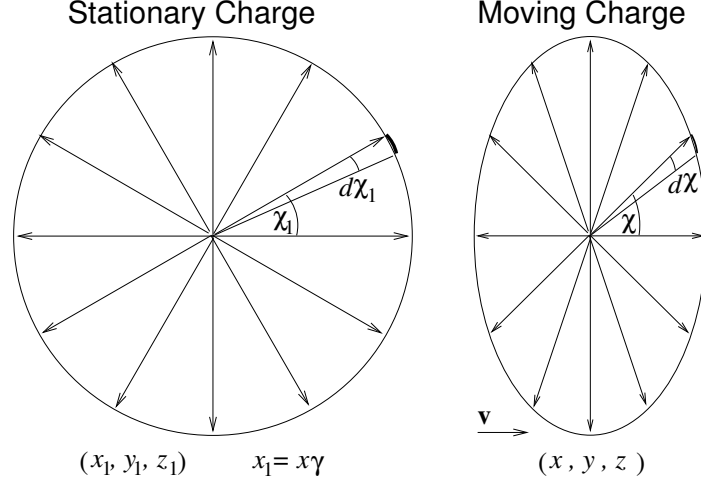 Stationary Charge
Moving Charge
dχ₁
χ₁
dχ
χ
v
(x₁, y₁, z₁)
x₁= xγ
(x , y , z )